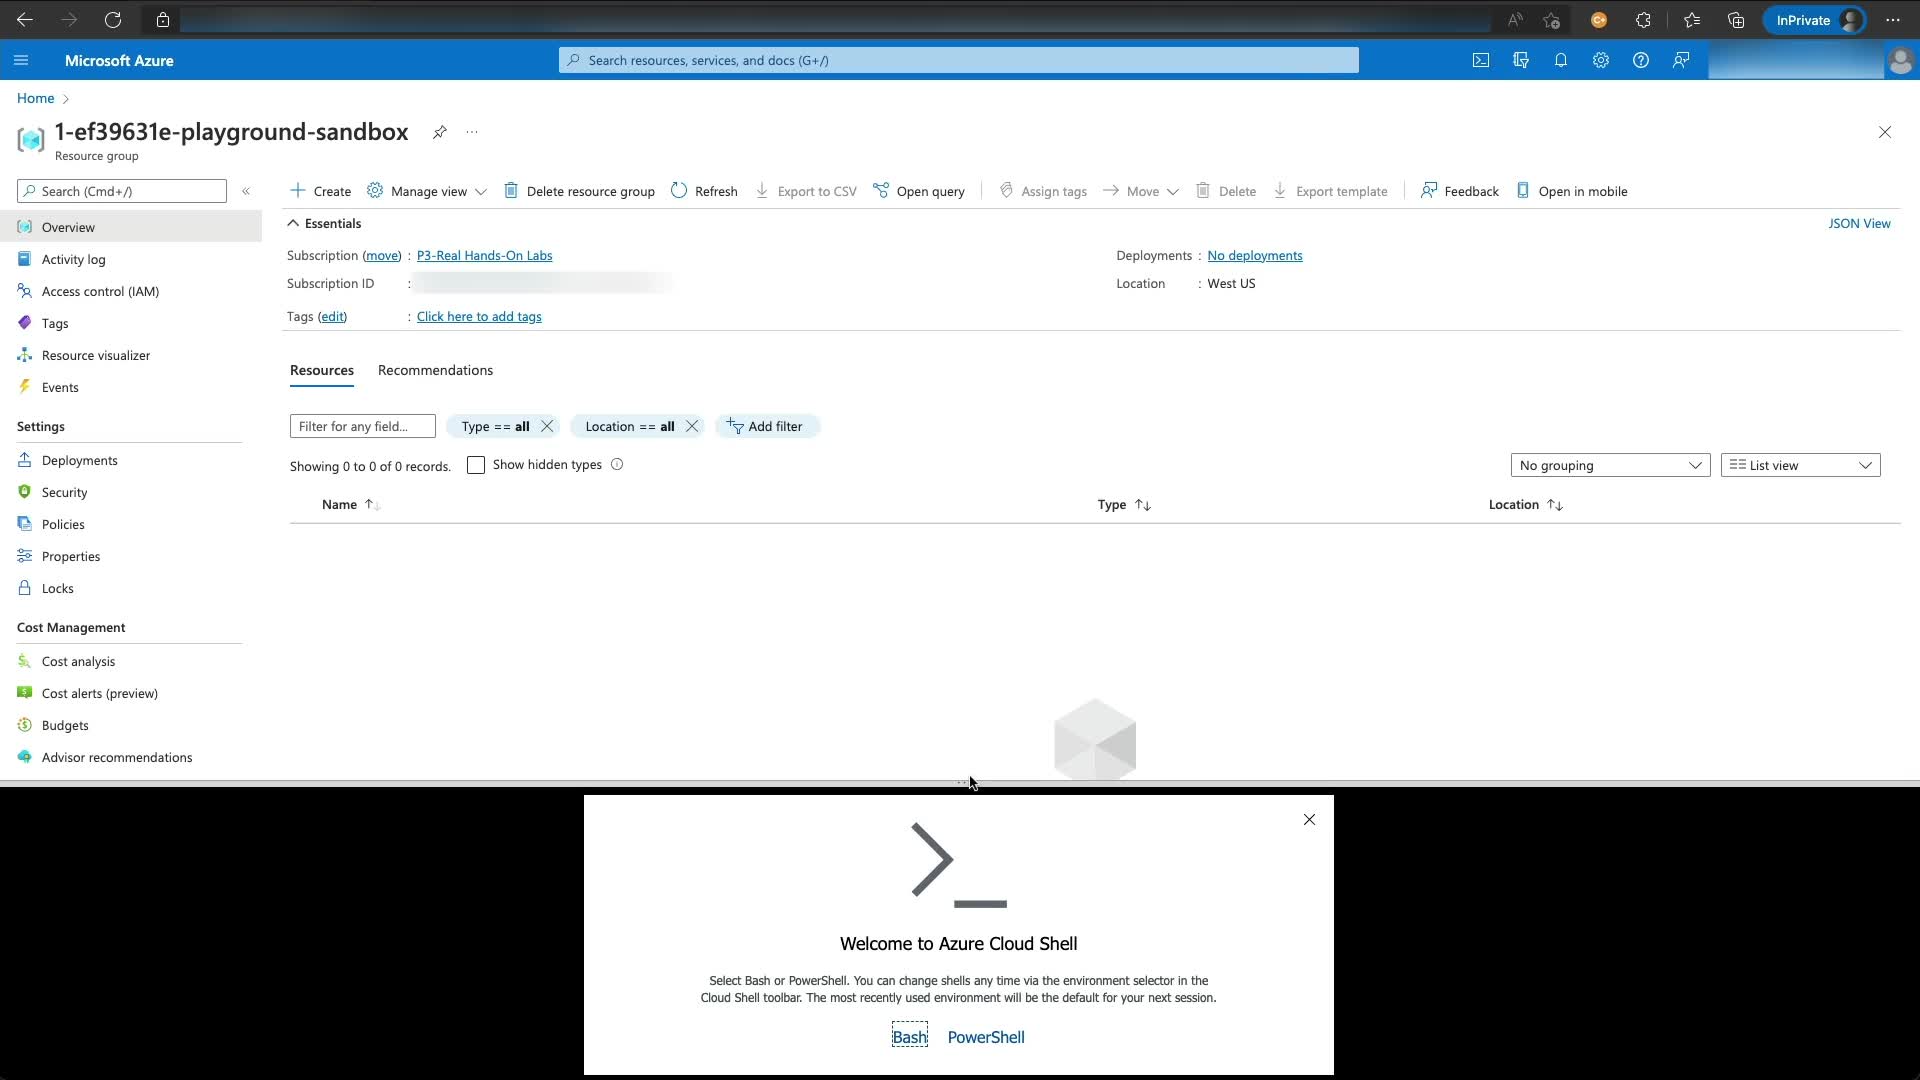 InPrivate
Microsoft Azure
Search resources, services, and docs (G+/)
Home
1-ef39631e-playground-sandbox
Resource group
Search (Cmd+/)
Create
Manage view
Delete resource group
Refresh
Export to CSV
Open query
Assign tags
Move
Delete
Export template
Feedback
Open in mobile
Overview
Activity log
Access control (IAM)
Tags
Resource visualizer
Events
Settings
Deployments
Security
Policies
Properties
Locks
Cost Management
Cost analysis
Cost alerts (preview)
Budgets
Advisor recommendations
Essentials
JSON View
Subscription (move) : P3-Real Hands-On Labs
Subscription ID :
Tags (edit) : Click here to add tags
Deployments : No deployments
Location : West US
Resources
Recommendations
Filter for any field...
Type == all
Location == all
Add filter
Showing 0 to 0 of 0 records.
Show hidden types
No grouping
List view
Name
Type
Location
Welcome to Azure Cloud Shell
Select Bash or PowerShell. You can change shells any time via the environment selector in the
Cloud Shell toolbar. The most recently used environment will be the default for your next session.
Bash
PowerShell